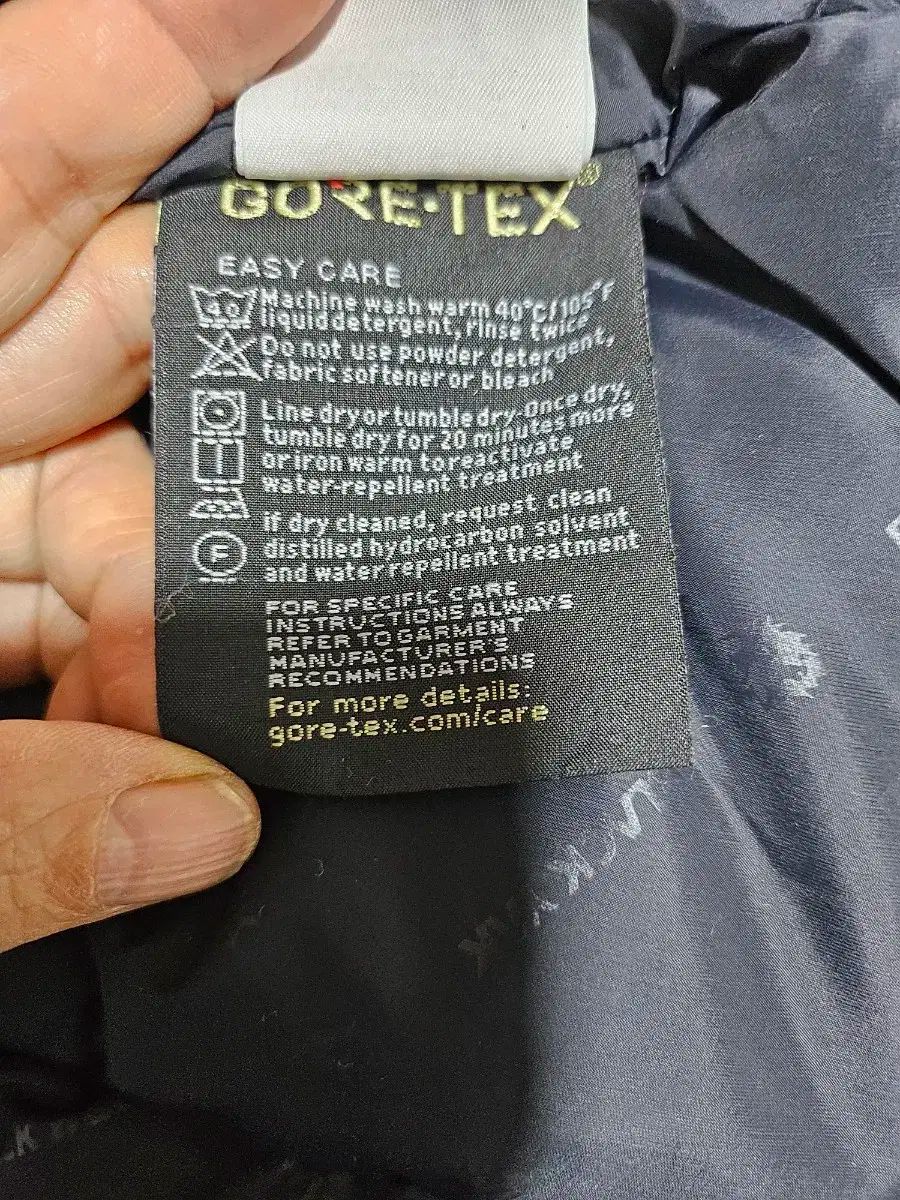 GORE-TEX®
EASY CARE
40
Machine wash warm 40°C/105°F
liquid detergent, rinse twice
Do not use powder detergent,
fabric softener or bleach
Line dry or tumble dry-Once dry,
tumble dry for 20 minutes more
or iron warm to reactivate
water-repellent treatment
If dry cleaned, request clean
F
distilled hydrocarbon solvent
and water repellent treatment
FOR SPECIFIC CARE
INSTRUCTIONS ALWAYS
REFER TO GARMENT
MANUFACTURER'S
RECOMMENDATIONS
For more details:
gore-tex.com/care